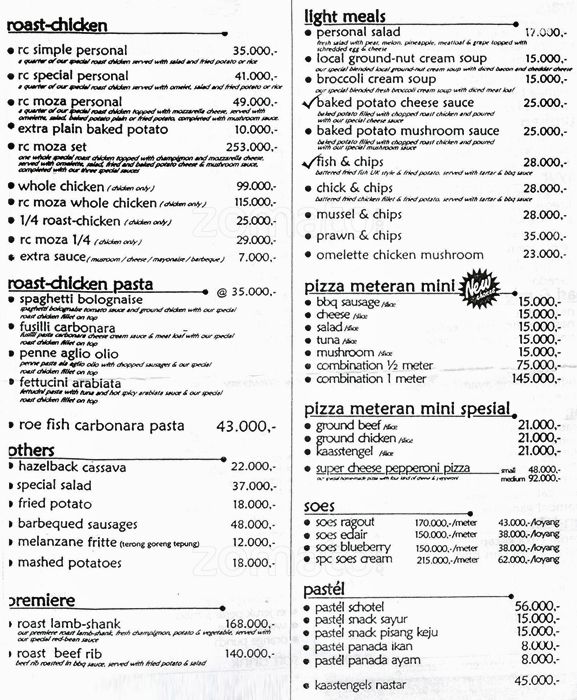 roast-chicken
rc simple personal 35.000,-
a quarter of our special roast chicken served with salad and fried potato or rice
rc special personal 41.000,-
a quarter of our special roast chicken served with omelet, salad and fried potato or rice
rc moza personal 49.000,-
a quarter of our special roast chicken topped with mozzarella cheese, served with
omelette, salad, baked potato plain or fried potato, completed with mushroom sauce.
extra plain baked potato 10.000,-
rc moza set 253.000,-
one whole special roast chicken topped with champignon and mozzarella cheese,
served with omelette, salad, fried and baked potato cheese & mushroom sauce,
completed with our three special sauces
whole chicken (chicken only) 99.000,-
rc moza whole chicken (chicken only) 115.000,-
1/4 roast-chicken (chicken only) 25.000,-
rc moza 1/4 (chicken only) 29.000,-
extra sauce (musroom / cheese / mayonaise / barbeque) 7.000,-
roast-chicken pasta @ 35.000,-
spaghetti bolognaise
spaghetti bolognaise tomato sauce and ground chicken with our special
roast chicken fillet on top
fusilli carbonara
fusilli pasta carbonara cheese cream sauce & meat loaf with our special
roast chicken fillet on top
penne aglio olio
penne pasta ala aglio olio with chopped sausages & our special
roast chicken fillet on top
fettucini arabiata
fettucini pasta with tuna and hot spicy arabiata sauce & our special
roast chicken fillet on top
roe fish carbonara pasta 43.000,-
others
hazelback cassava 22.000,-
special salad 37.000,-
fried potato 18.000,-
barbequed sausages 48.000,-
melanzane fritte (terong goreng tepung) 12.000,-
mashed potatoes 18.000,-
premiere
roast lamb-shank 168.000,-
our premiere roast lamb-shank, fresh champignon, potato & vegetable, served with
our special red-bean sauce
roast beef rib 140.000,-
beef rib roasted in bbq sauce, served with fried potato & salad
light meals
personal salad 17.000,-
fresh salad with pear, melon, pineapple, meatloaf & grape topped with
schredded egg & cheese
local ground-nut cream soup 15.000,-
our special blended local ground-nut cream soup with diced bacon and cheddar cheese
broccoli cream soup 15.000,-
our special blended fresh broccoli cream soup with diced meat loaf
baked potato cheese sauce 25.000,-
baked potato filled with chopped roast chicken and poured
with our special cheese sauce
baked potato mushroom sauce 25.000,-
baked potato filled with chopped roast chicken and poured
with our special mushroom sauce
fish & chips 28.000,-
battered fried fish UK style & fried potato, served with tartar & bbq sauce
chick & chips 28.000,-
battered fried chicken fillet & fried potato, served with tartar & bbq sauce
mussel & chips 28.000,-
prawn & chips 35.000,-
omelette chicken mushroom 23.000,-
pizza meteran mini New
bbq sausage /slice 15.000,-
cheese /slice 15.000,-
salad /slice 15.000,-
tuna /slice 15.000,-
mushroom /slice 15.000,-
combination ½ meter 75.000,-
combination 1 meter 145.000,-
pizza meteran mini spesial
ground beef /slice 21.000,-
ground chicken /slice 21.000,-
kaasstengel /slice 21.000,-
super cheese pepperoni pizza small 48.000,-
our special homemade pizza with four kind of cheese & pepperoni medium 92.000,-
soes
soes ragout 170.000,-/meter 43.000,-/loyang
soes edair 150.000,-/meter 38.000,-/loyang
soes blueberry 150.000,-/meter 38.000,-/loyang
spc soes cream 215.000,-/meter 62.000,-/loyang
pastél
pastél schotel 56.000,-
pastél snack sayur 15.000,-
pastél snack pisang keju 15.000,-
pastél panada ikan 8.000,-
pastél panada ayam 8.000,-
kaastengels nastar 45.000,-
zomato
zomato